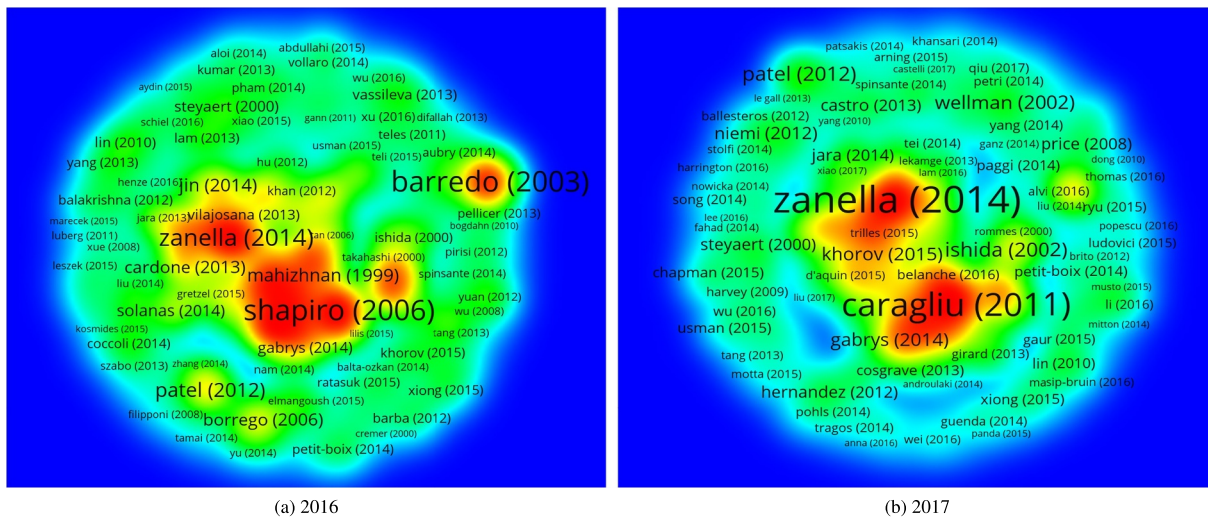 aloi (2014)
abdullahi (2015)
kumar (2013)
vollaro (2014)
wu (2016)
aydin (2015)
pham (2014)
vassileva (2013)
steyaert (2000)
schiel (2016)
xiao (2015)
gann (2011)
xu (2016)
difallah (2013)
lin (2010)
lam (2013)
teles (2011)
usman (2015)
yang (2013)
hu (2012)
teli (2015)
aubry (2014)
henze (2016)
jin (2014)
khan (2012)
barredo (2003)
balakrishna (2012)
marecek (2015)
jara (2013)
vilajosana (2013)
pellicer (2013)
bogdahn (2010)
luberg (2011)
zanella (2014)
tan (2006)
ishida (2000)
xue (2008)
pirisi (2012)
leszek (2015)
cardone (2013)
takahashi (2000)
mahizhnan (1999)
spinsante (2014)
liu (2014)
gretzel (2015)
yuan (2012)
solanas (2014)
shapiro (2006)
wu (2008)
kosmides (2015)
lilis (2015)
tang (2013)
coccoli (2014)
gabrys (2014)
khorov (2015)
szabo (2013)
zhang (2014)
nam (2014)
balta-ozkan (2014)
patel (2012)
ratasuk (2015)
xiong (2015)
elmangoush (2015)
filipponi (2008)
borrego (2006)
barba (2012)
tamai (2014)
cremer (2000)
yu (2014)
petit-boix (2014)
(a) 2016
patsakis (2014)
khansari (2014)
arning (2015)
patel (2012)
castelli (2017)
qiu (2017)
spinsante (2014)
petri (2014)
le gall (2013)
castro (2013)
wellman (2002)
ballesteros (2012)
yang (2010)
niemi (2012)
yang (2014)
stolfi (2014)
tei (2014)
ganz (2014)
price (2008)
jara (2014)
lekamge (2013)
dong (2010)
harrington (2016)
xiao (2017)
lam (2016)
paggi (2014)
thomas (2016)
nowicka (2014)
alvi (2016)
song (2014)
zanella (2014)
liu (2014)
ryu (2015)
lee (2016)
fahad (2014)
trilles (2015)
rommes (2000)
popescu (2016)
steyaert (2000)
khorov (2015)
ishida (2002)
ludovici (2015)
brito (2012)
chapman (2015)
d'aquin (2015)
belanche (2016)
petit-boix (2014)
harvey (2009)
liu (2017)
musto (2015)
wu (2016)
caragliu (2011)
li (2016)
usman (2015)
mitton (2014)
gabrys (2014)
gaur (2015)
tang (2013)
girard (2013)
motta (2015)
cosgrave (2013)
lin (2010)
hernandez (2012)
androulaki (2014)
masip-bruin (2016)
xiong (2015)
pohls (2014)
tragos (2014)
guenda (2014)
anna (2016)
wei (2016)
panda (2015)
(b) 2017